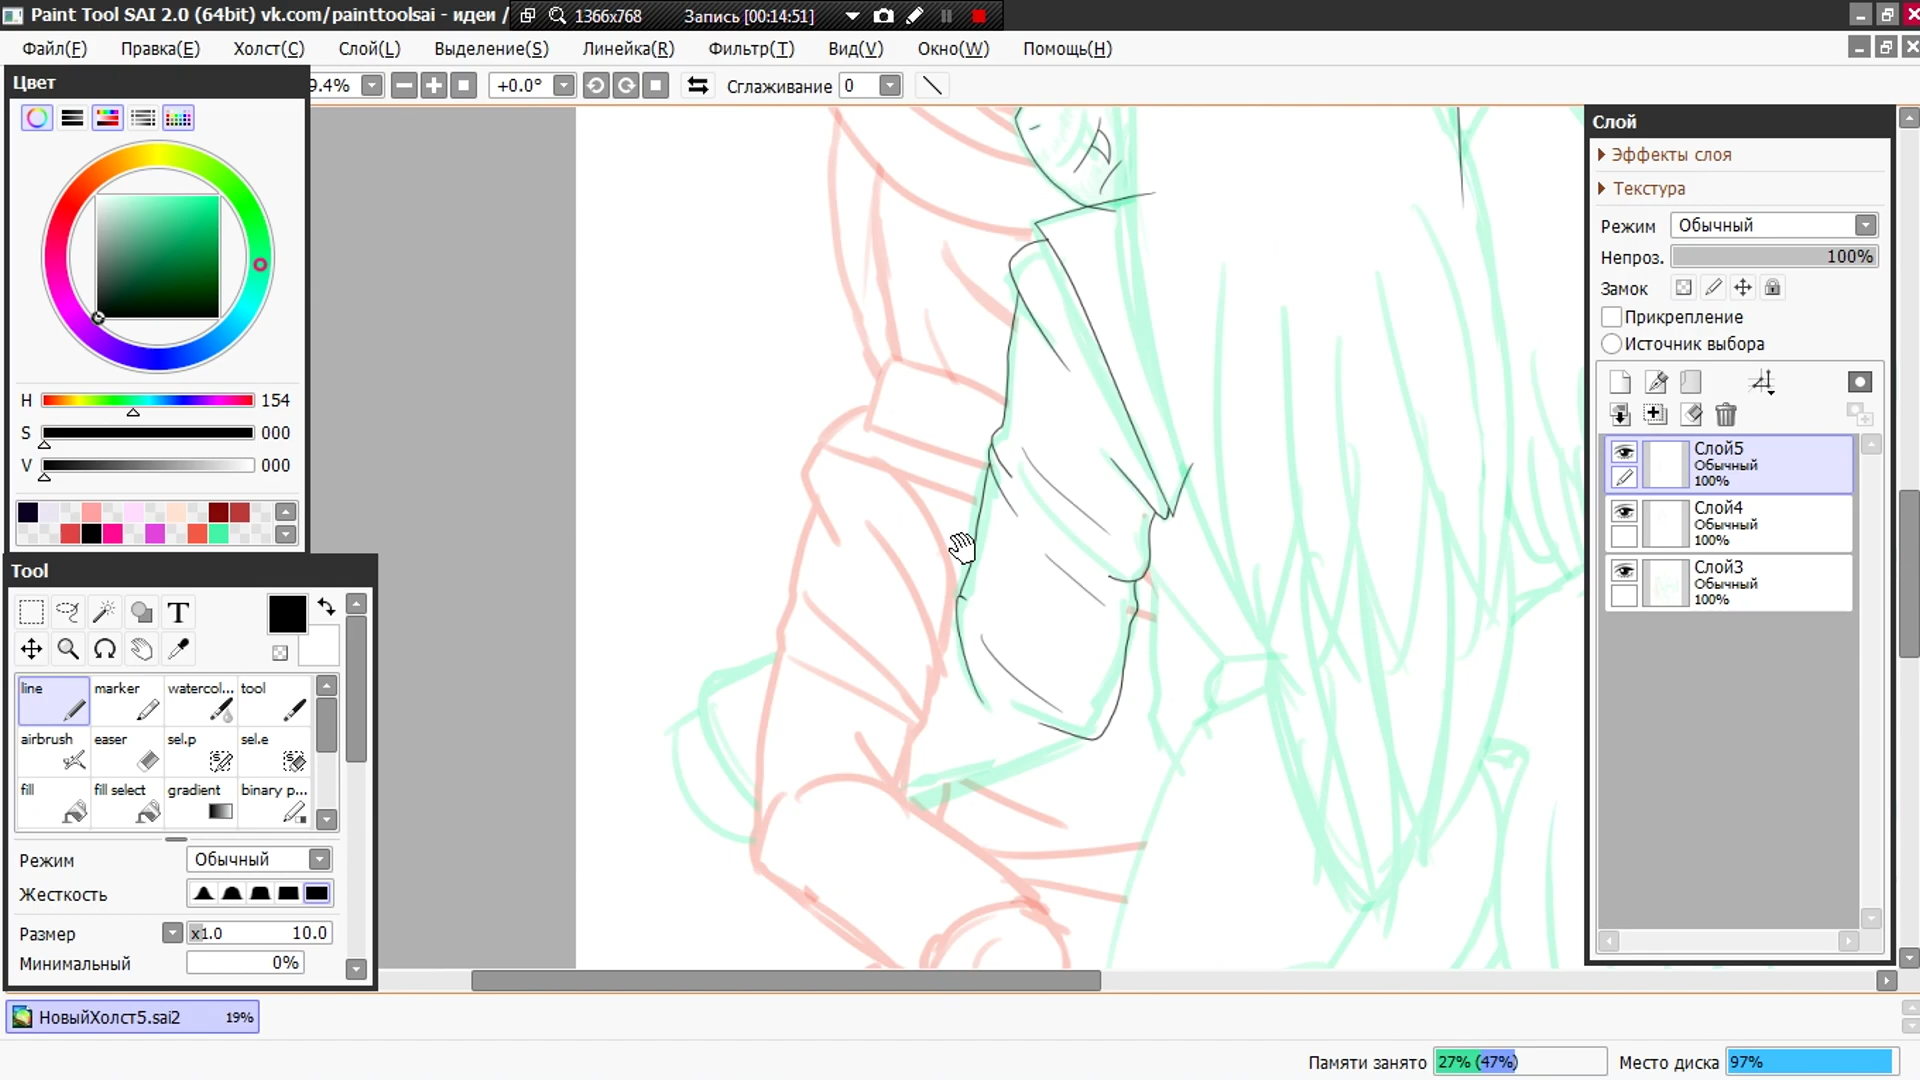 Paint Tool SAI 2.0 (64bit) vk.com/painttoolsai - идеи /
1366x768
Запись [00:14:51]
Файл(F) Правка(E) Холст(C) Слой(L) Выделение(S) Линейка(R) Фильтр(T) Вид(V) Окно(W) Помощь(H)
Цвет
9.4%
+0.0°
Сглаживание 0
H 154
S 000
V 000
Tool
T
line marker watercol... tool
airbrush easer sel.p sel.e
fill fill select gradient binary p...
Режим Обычный
Жесткость
Размер x1.0 10.0
Минимальный 0%
Слой
Эффекты слоя
Текстура
Режим Обычный
Непроз. 100%
Замок
Прикрепление
Источник выбора
Слой5
Обычный
100%
Слой4
Обычный
100%
Слой3
Обычный
100%
НовыйХолст5.sai2 19%
Памяти занято 27% (47%) Место диска 97%